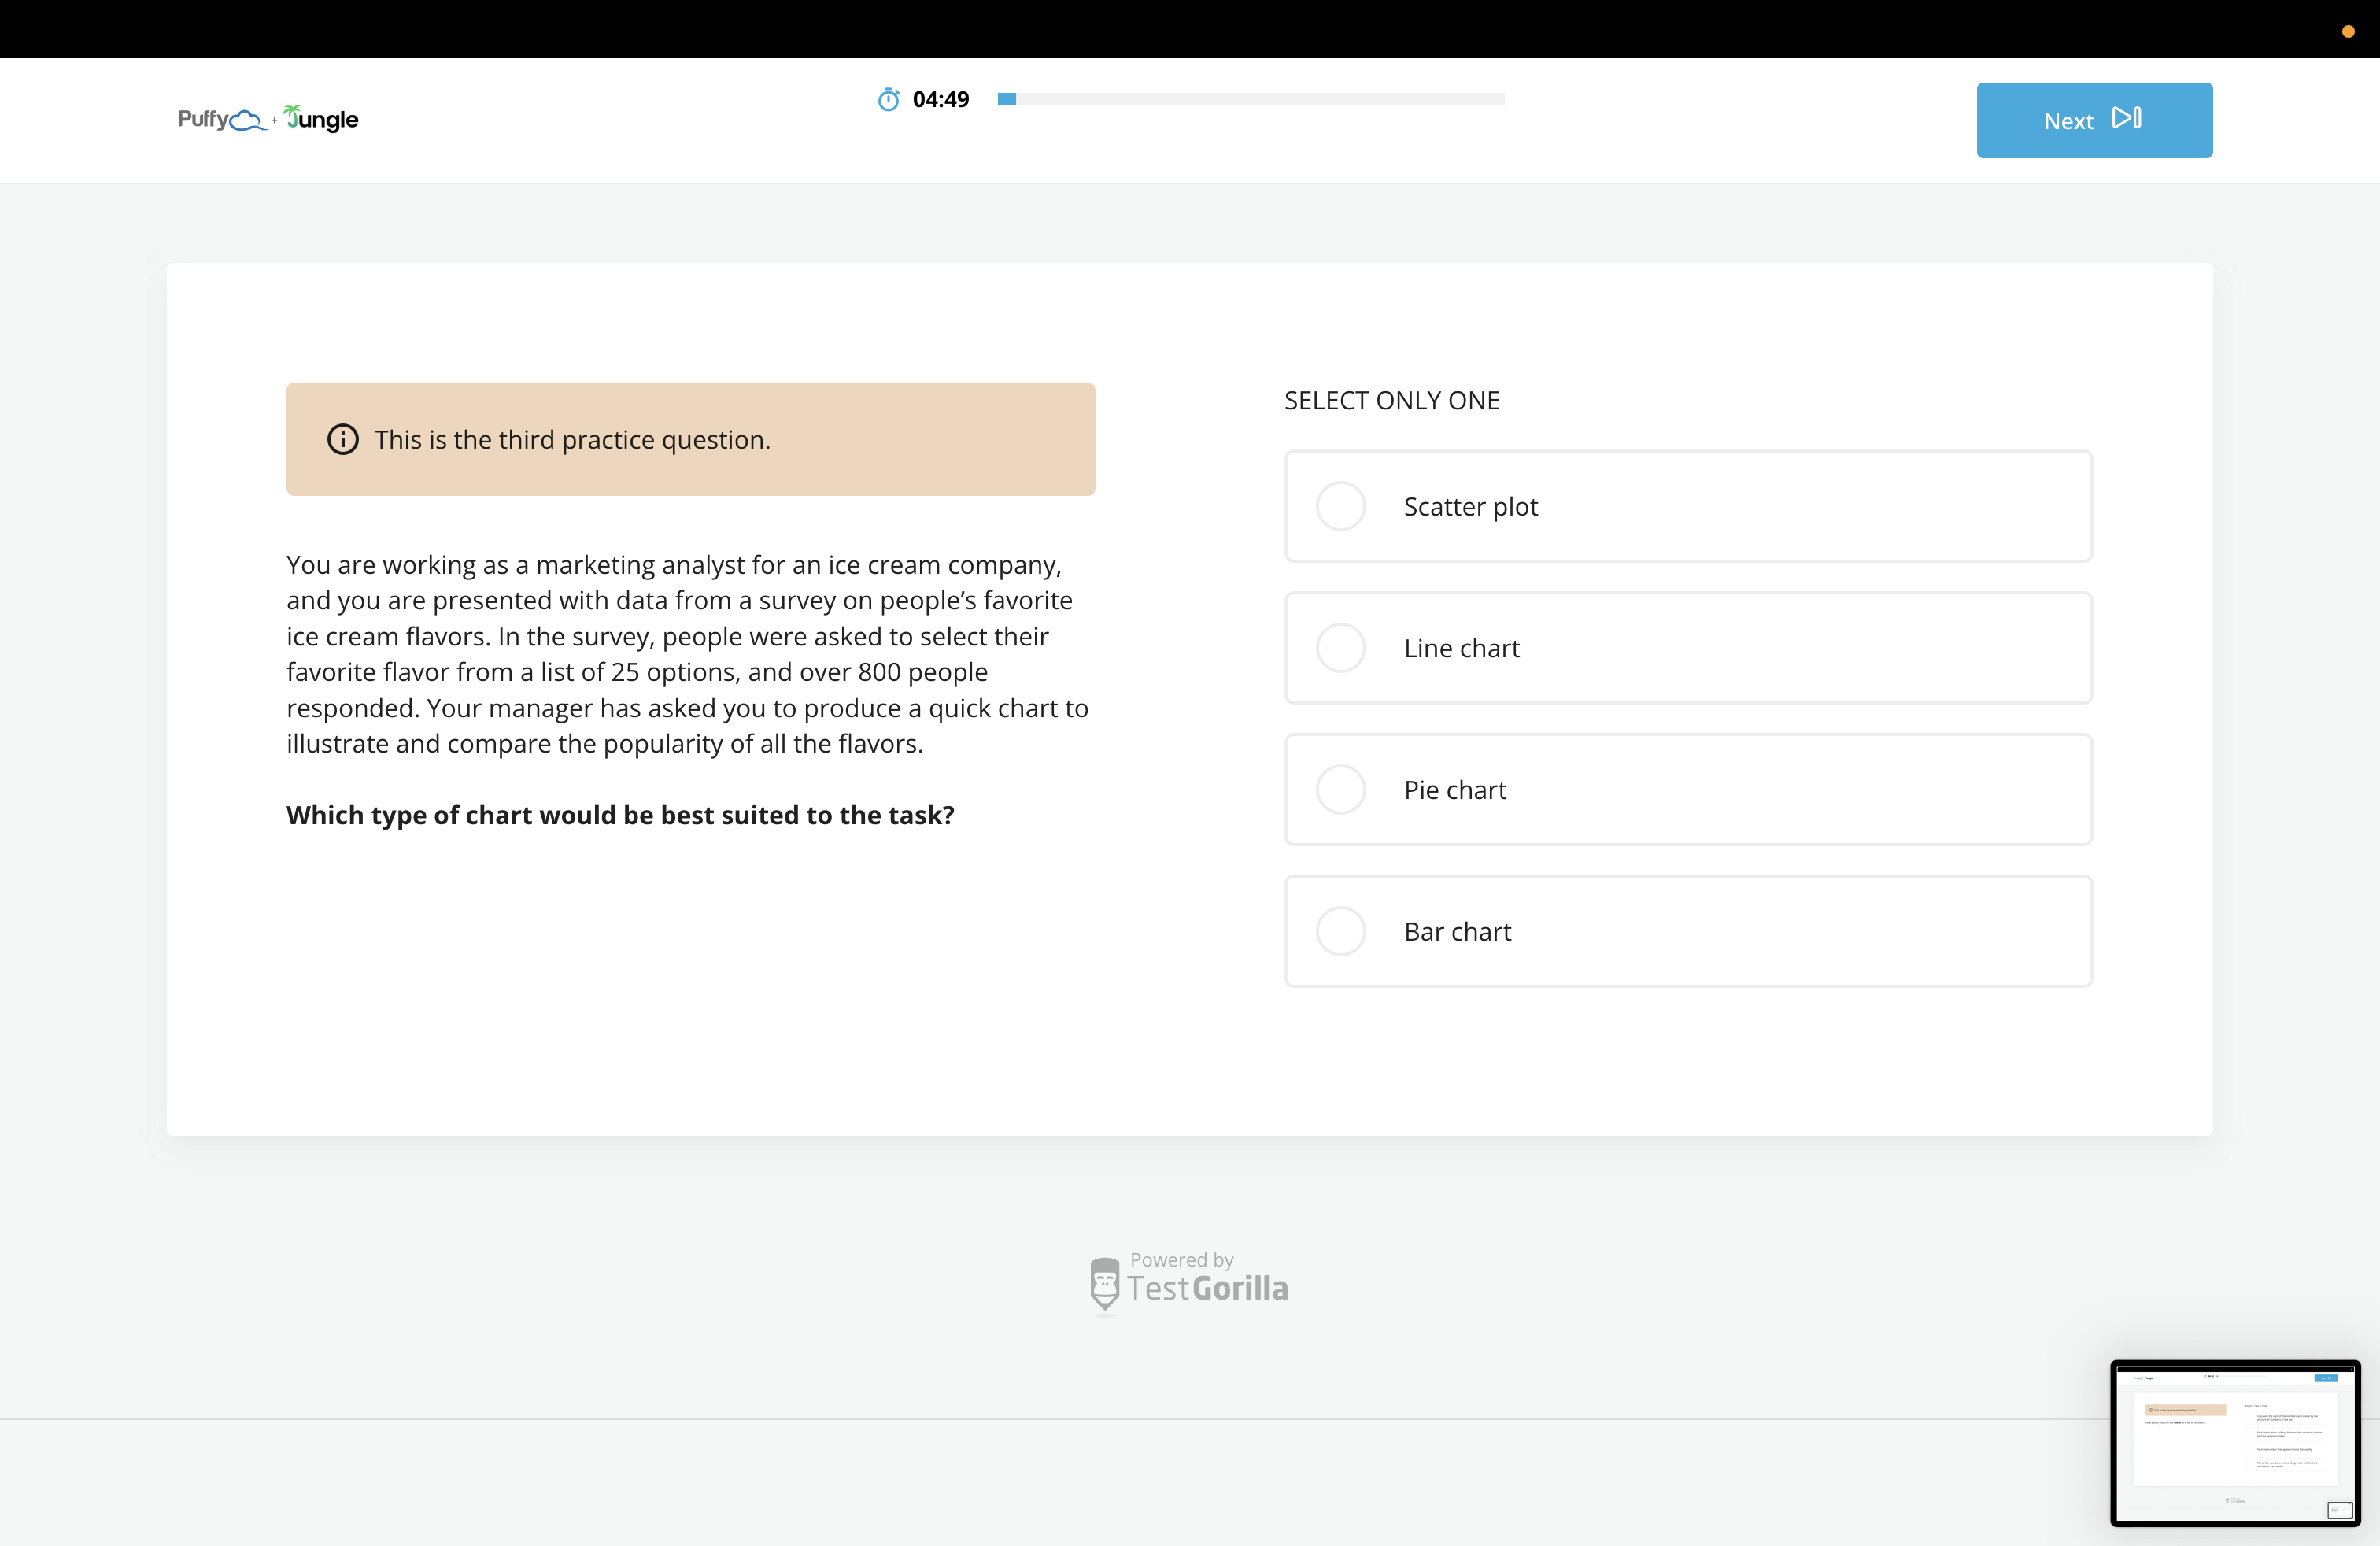 Puffy + Jungle
04:49
Next
This is the third practice question.
You are working as a marketing analyst for an ice cream company,
and you are presented with data from a survey on people’s favorite
ice cream flavors. In the survey, people were asked to select their
favorite flavor from a list of 25 options, and over 800 people
responded. Your manager has asked you to produce a quick chart to
illustrate and compare the popularity of all the flavors.
Which type of chart would be best suited to the task?
SELECT ONLY ONE
Scatter plot
Line chart
Pie chart
Bar chart
Powered by
TestGorilla